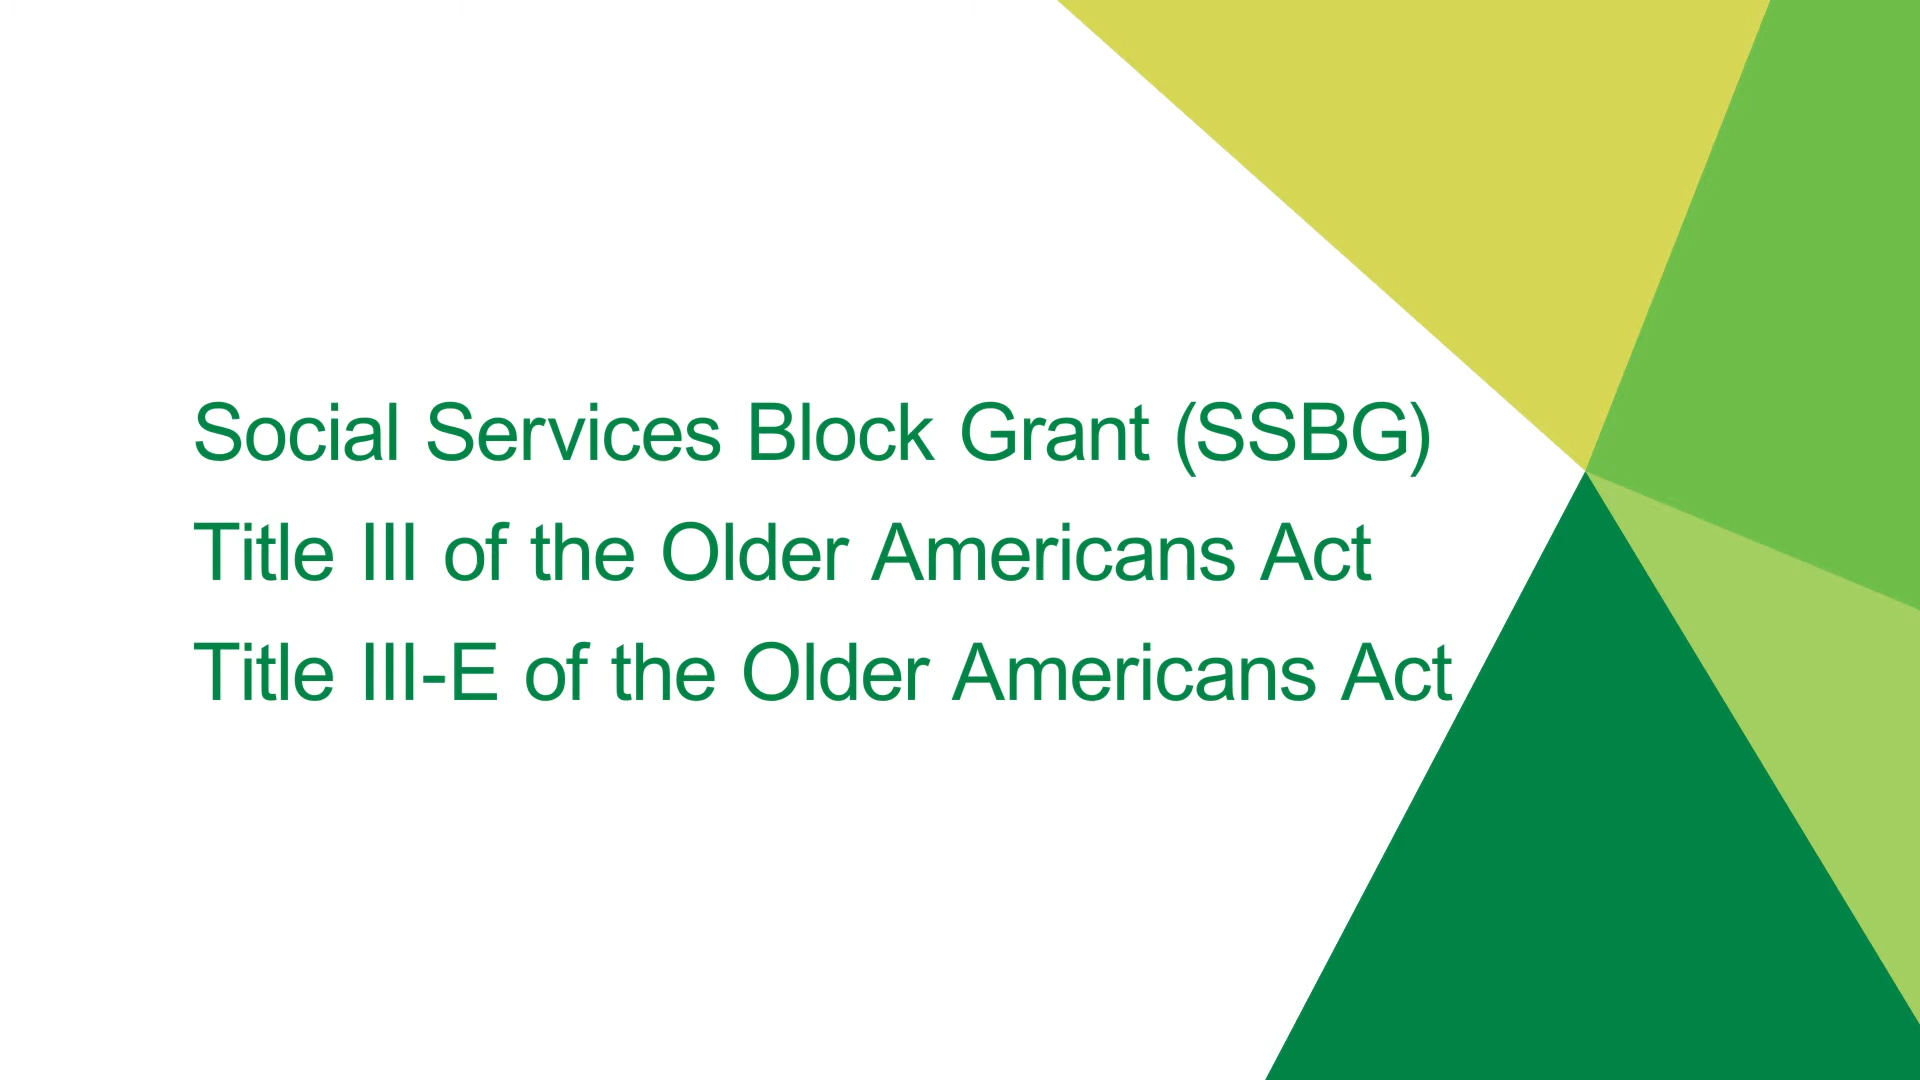 Social Services Block Grant (SSBG)
Title III of the Older Americans Act
Title III-E of the Older Americans Act